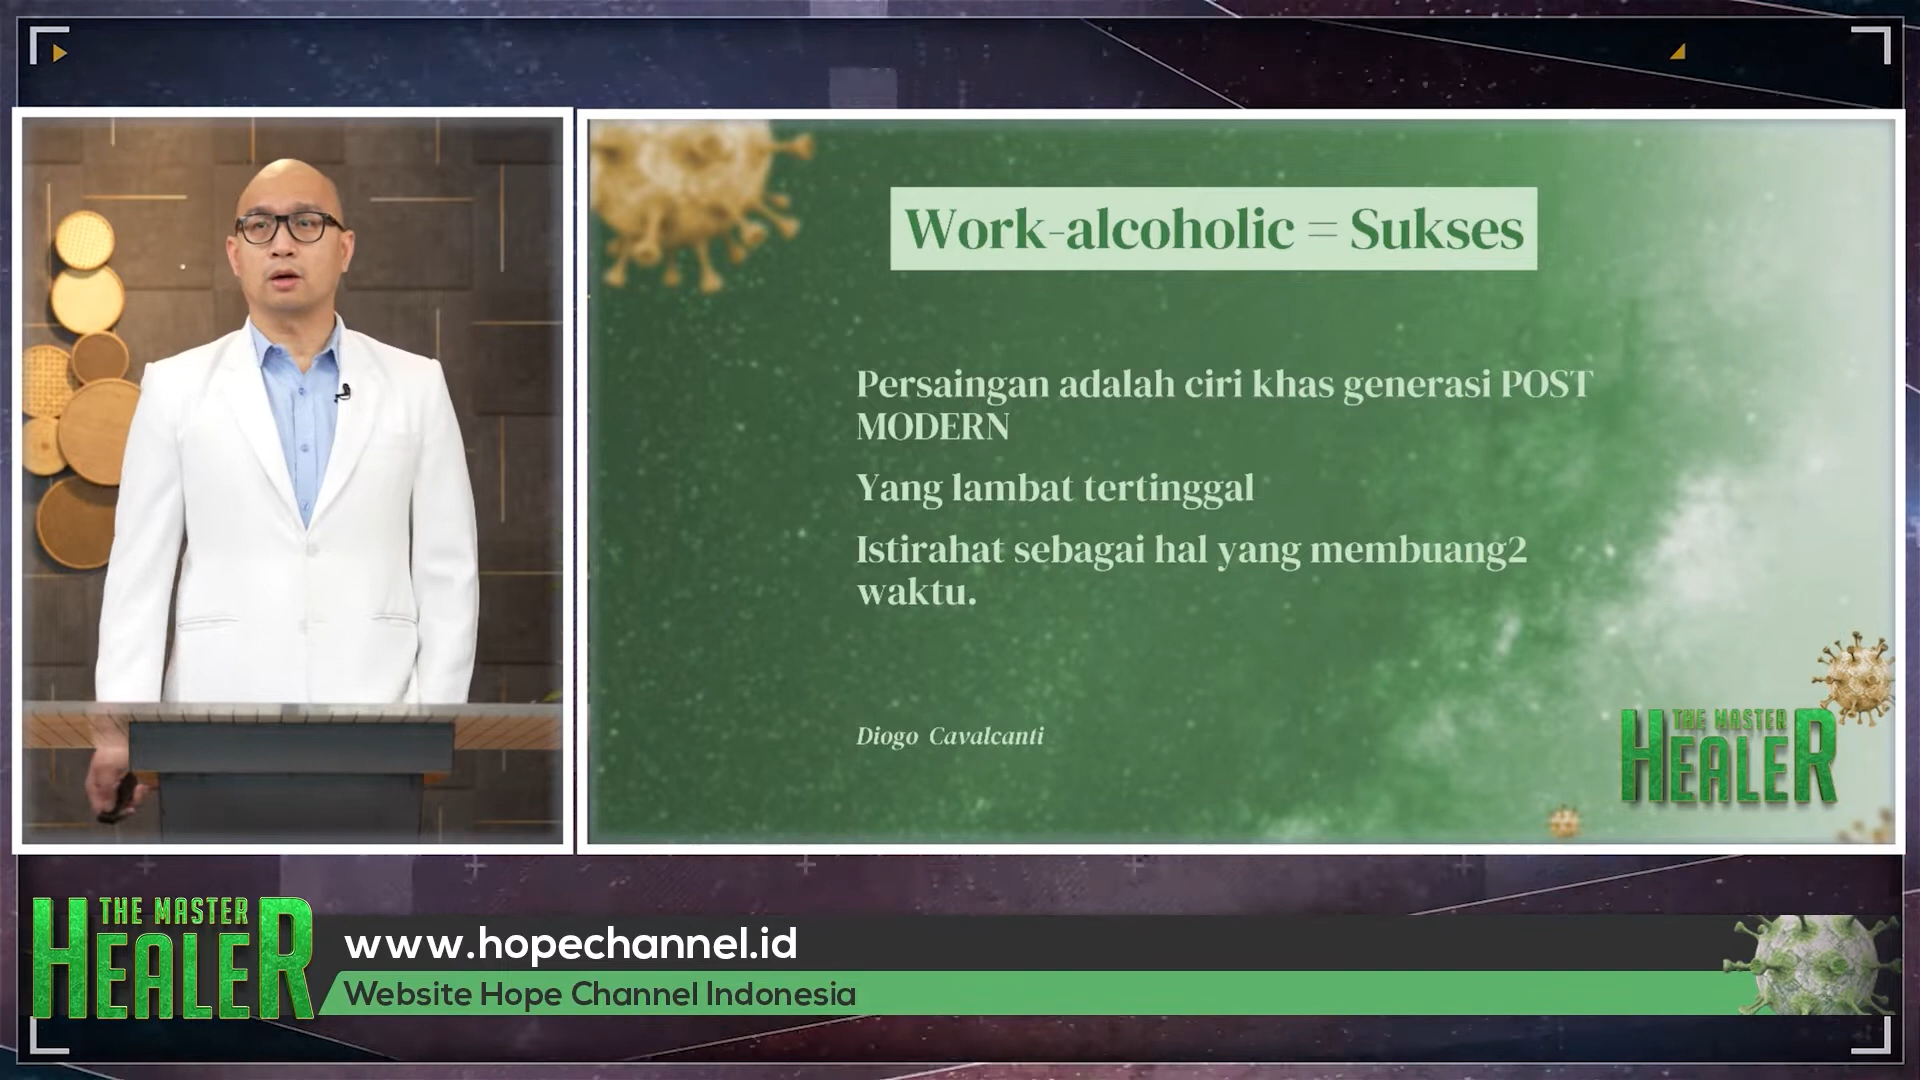 Work-alcoholic = Sukses
Persaingan adalah ciri khas generasi POST
MODERN
Yang lambat tertinggal
Istirahat sebagai hal yang membuang2
waktu.
Diogo Cavalcanti
THE MASTER
HEALER
THE MASTER
HEALER
www.hopechannel.id
Website Hope Channel Indonesia